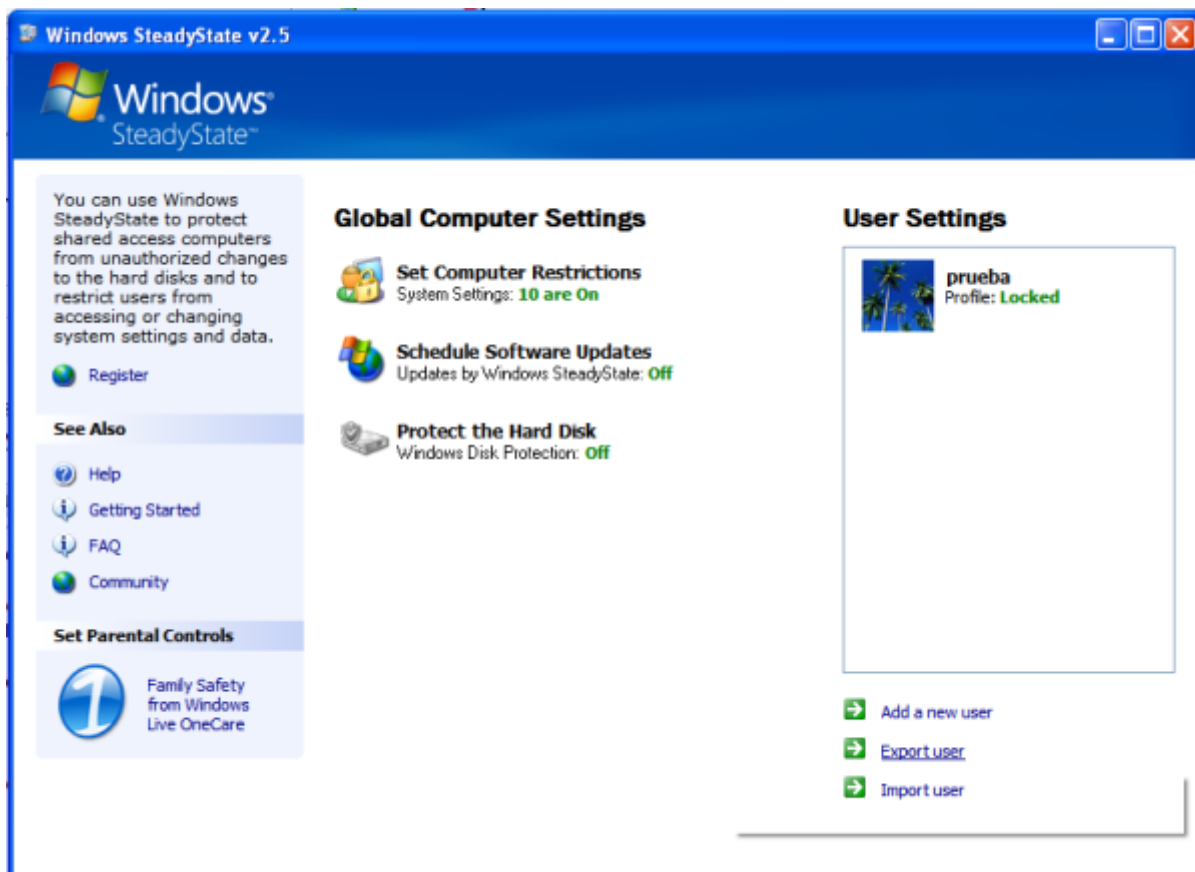 Windows SteadyState v2.5
Windows®
SteadyState™
You can use Windows
SteadyState to protect
shared access computers
from unauthorized changes
to the hard disks and to
restrict users from
accessing or changing
system settings and data.
Register
See Also
Help
Getting Started
FAQ
Community
Set Parental Controls
Family Safety
from Windows
Live OneCare
Global Computer Settings
Set Computer Restrictions
System Settings: 10 are On
Schedule Software Updates
Updates by Windows SteadyState: Off
Protect the Hard Disk
Windows Disk Protection: Off
User Settings
prueba
Profile: Locked
Add a new user
Export user
Import user